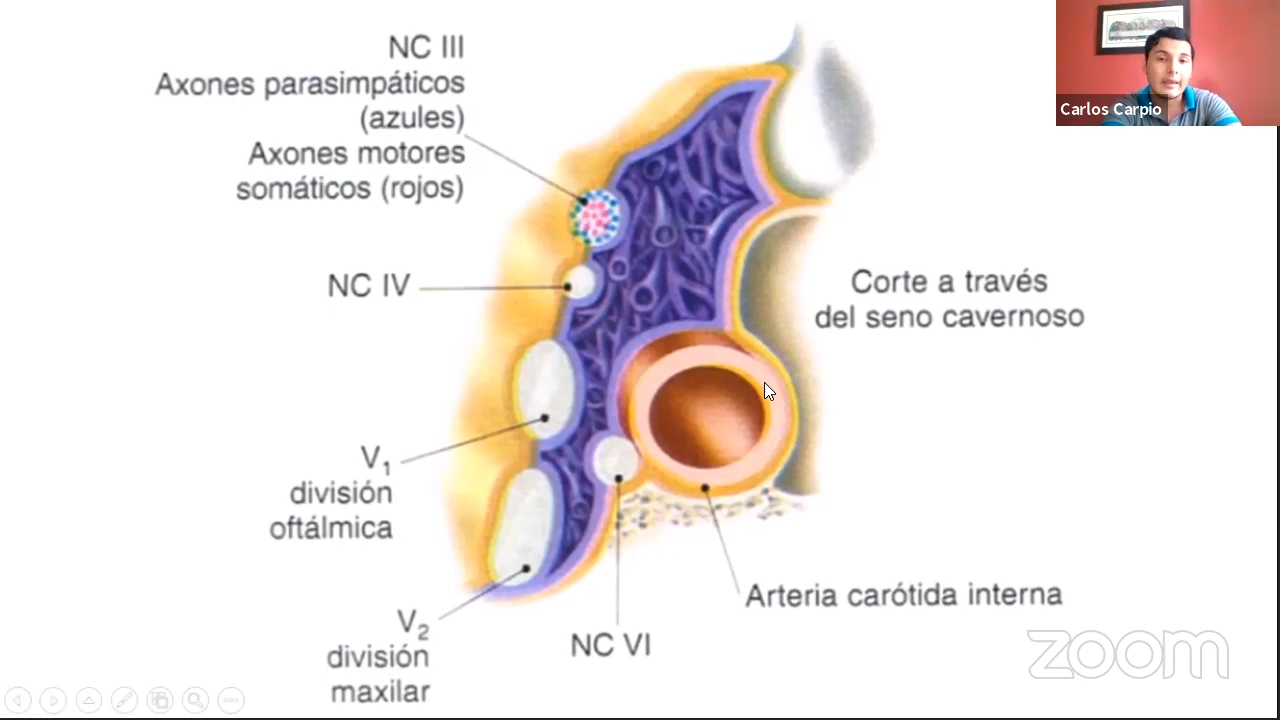 NC III
Axones parasimpáticos
(azules)
Axones motores
somáticos (rojos)
NC IV
V₁
división
oftálmica
V₂
división
maxilar
NC VI
Arteria carótida interna
Corte a través
del seno cavernoso
Carlos Carpio
zoom